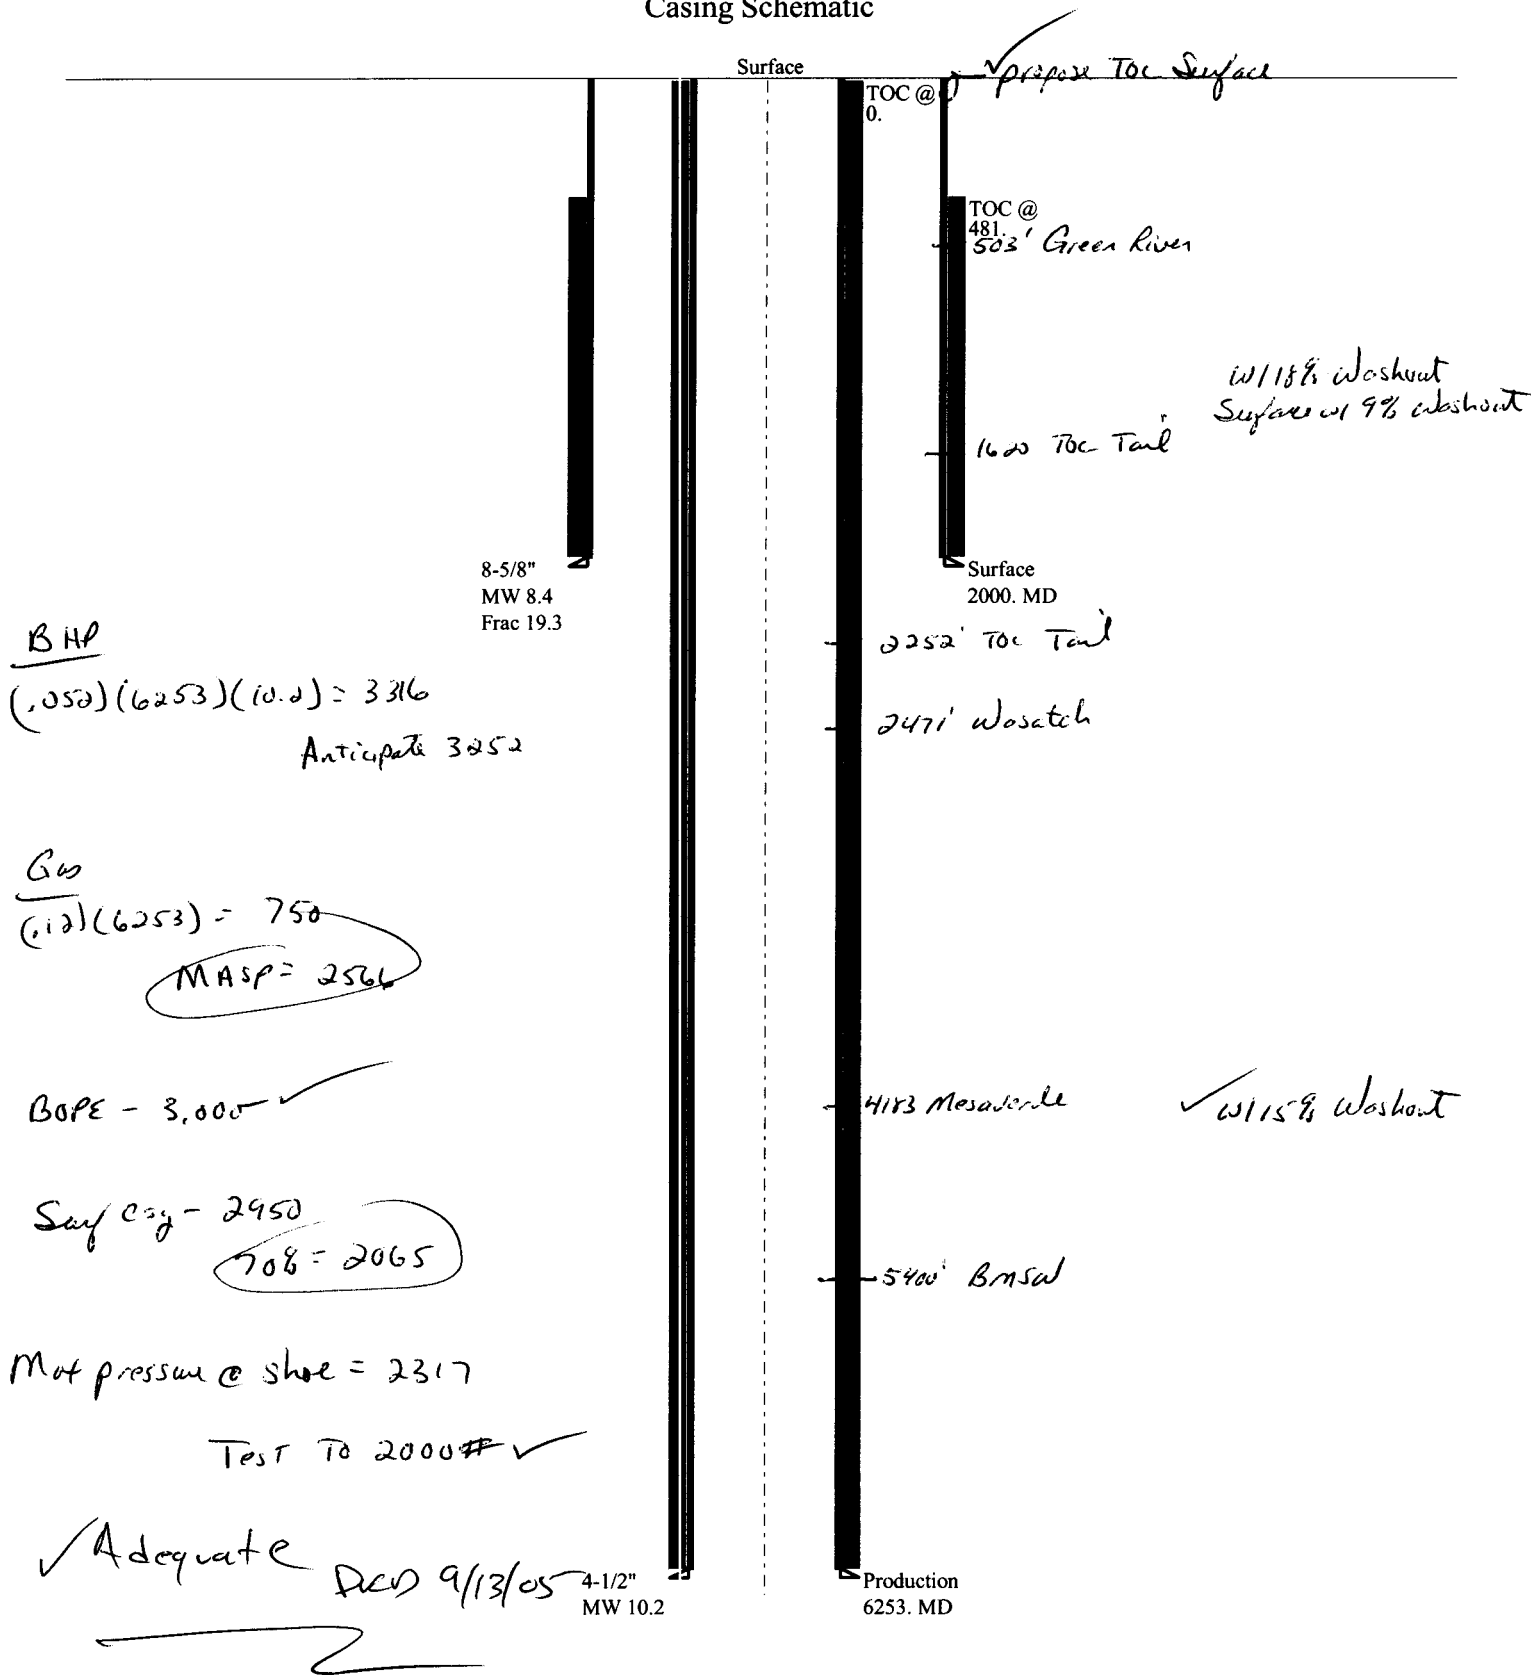 Casing Schematic
Surface
✓ propose TOC Surface
TOC @
0.
TOC @
481.
503' Green River
w/ 18% Washout
Surface w/ 9% Washout
1620 TOC Tail
8-5/8"
MW 8.4
Frac 19.3
Surface
2000. MD
2252' TOC Tail
BHP
(.052)(6253)(10.2) = 3316
Anticipate 3252
2471' Wasatch
Gas
(.12)(6253) = 750
MASP = 2566
BOPE - 3,000 ✓
4183 Mesaverde
✓ w/ 15% Washout
Surf csg - 2950
70% = 2065
5400' BMSW
Max pressure @ shoe = 2317
Test To 2000# ✓
✓ Adequate
DKD 9/13/05
4-1/2"
MW 10.2
Production
6253. MD